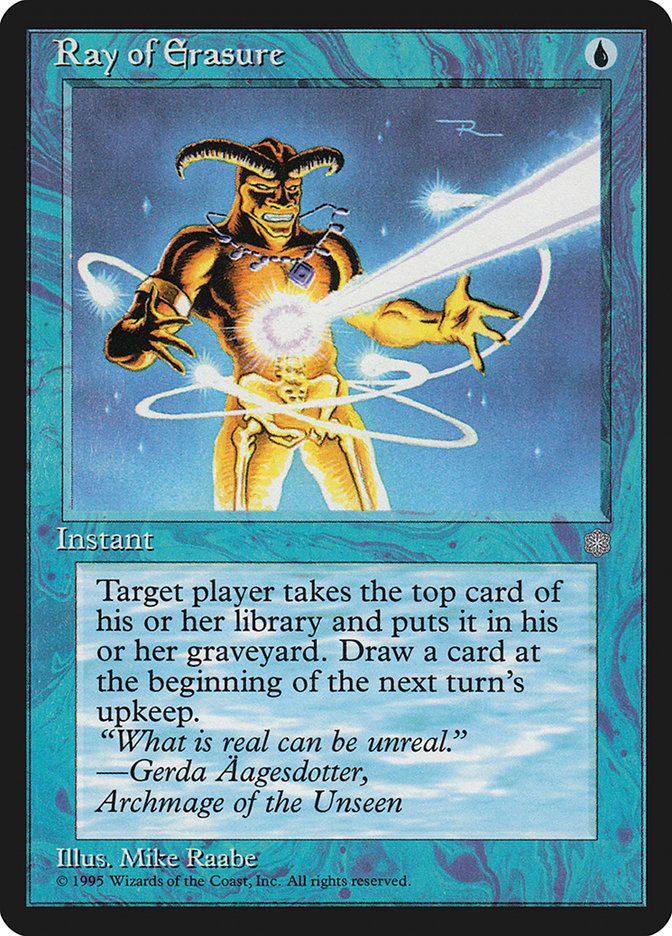 Ray of Erasure
R
Instant
Target player takes the top card of
his or her library and puts it in his
or her graveyard. Draw a card at
the beginning of the next turn's
upkeep.
"What is real can be unreal."
—Gerda Äagesdotter,
Archmage of the Unseen
Illus. Mike Raabe
© 1995 Wizards of the Coast, Inc. All rights reserved.